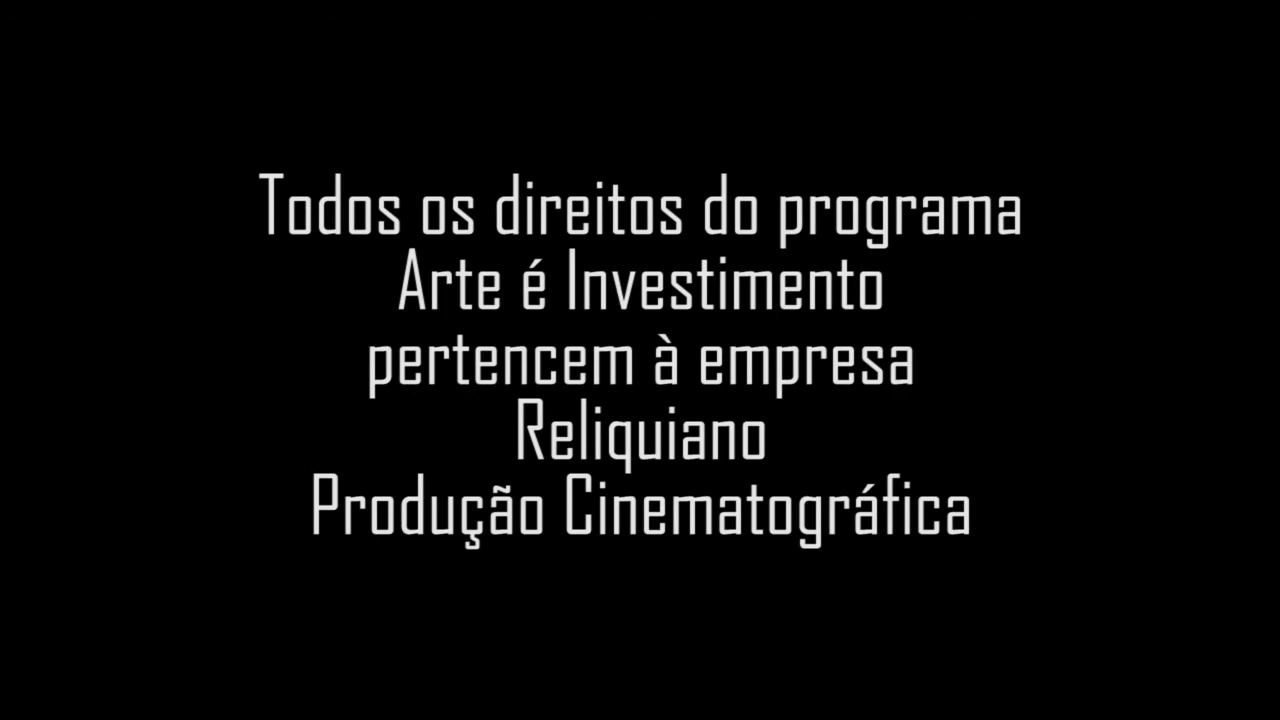 Todos os direitos do programa
Arte é Investimento
pertencem à empresa
Reliquiano
Produção Cinematográfica